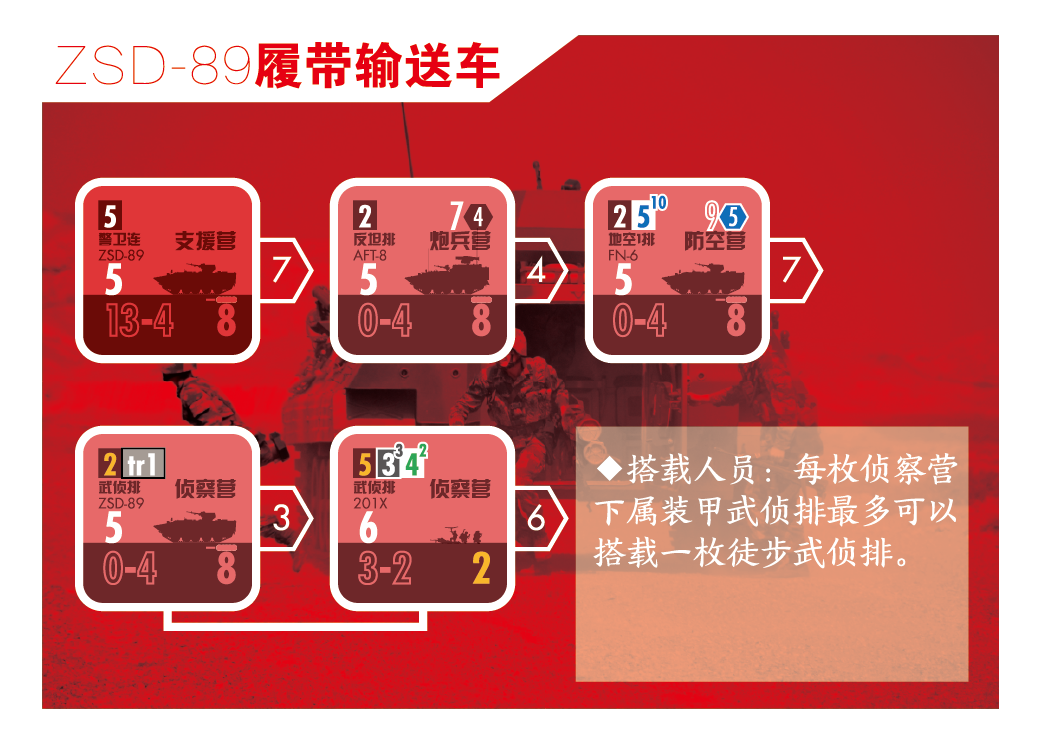 ZSD-89履带输送车
5
警卫连 支援营
ZSD-89
5
13-4 8
7
2 7 4
反坦排 炮兵营
AFT-8
5
0-4 8
4
2 5 10 9 5
地空1排 防空营
FN-6
5
0-4 8
7
2 tr1
武侦排 侦察营
ZSD-89
5
0-4 8
3
5 3 3 4 2
武侦排 侦察营
201X
6
3-2 2
6
◆搭载人员：每枚侦察营
下属装甲武侦排最多可以
搭载一枚徒步武侦排。